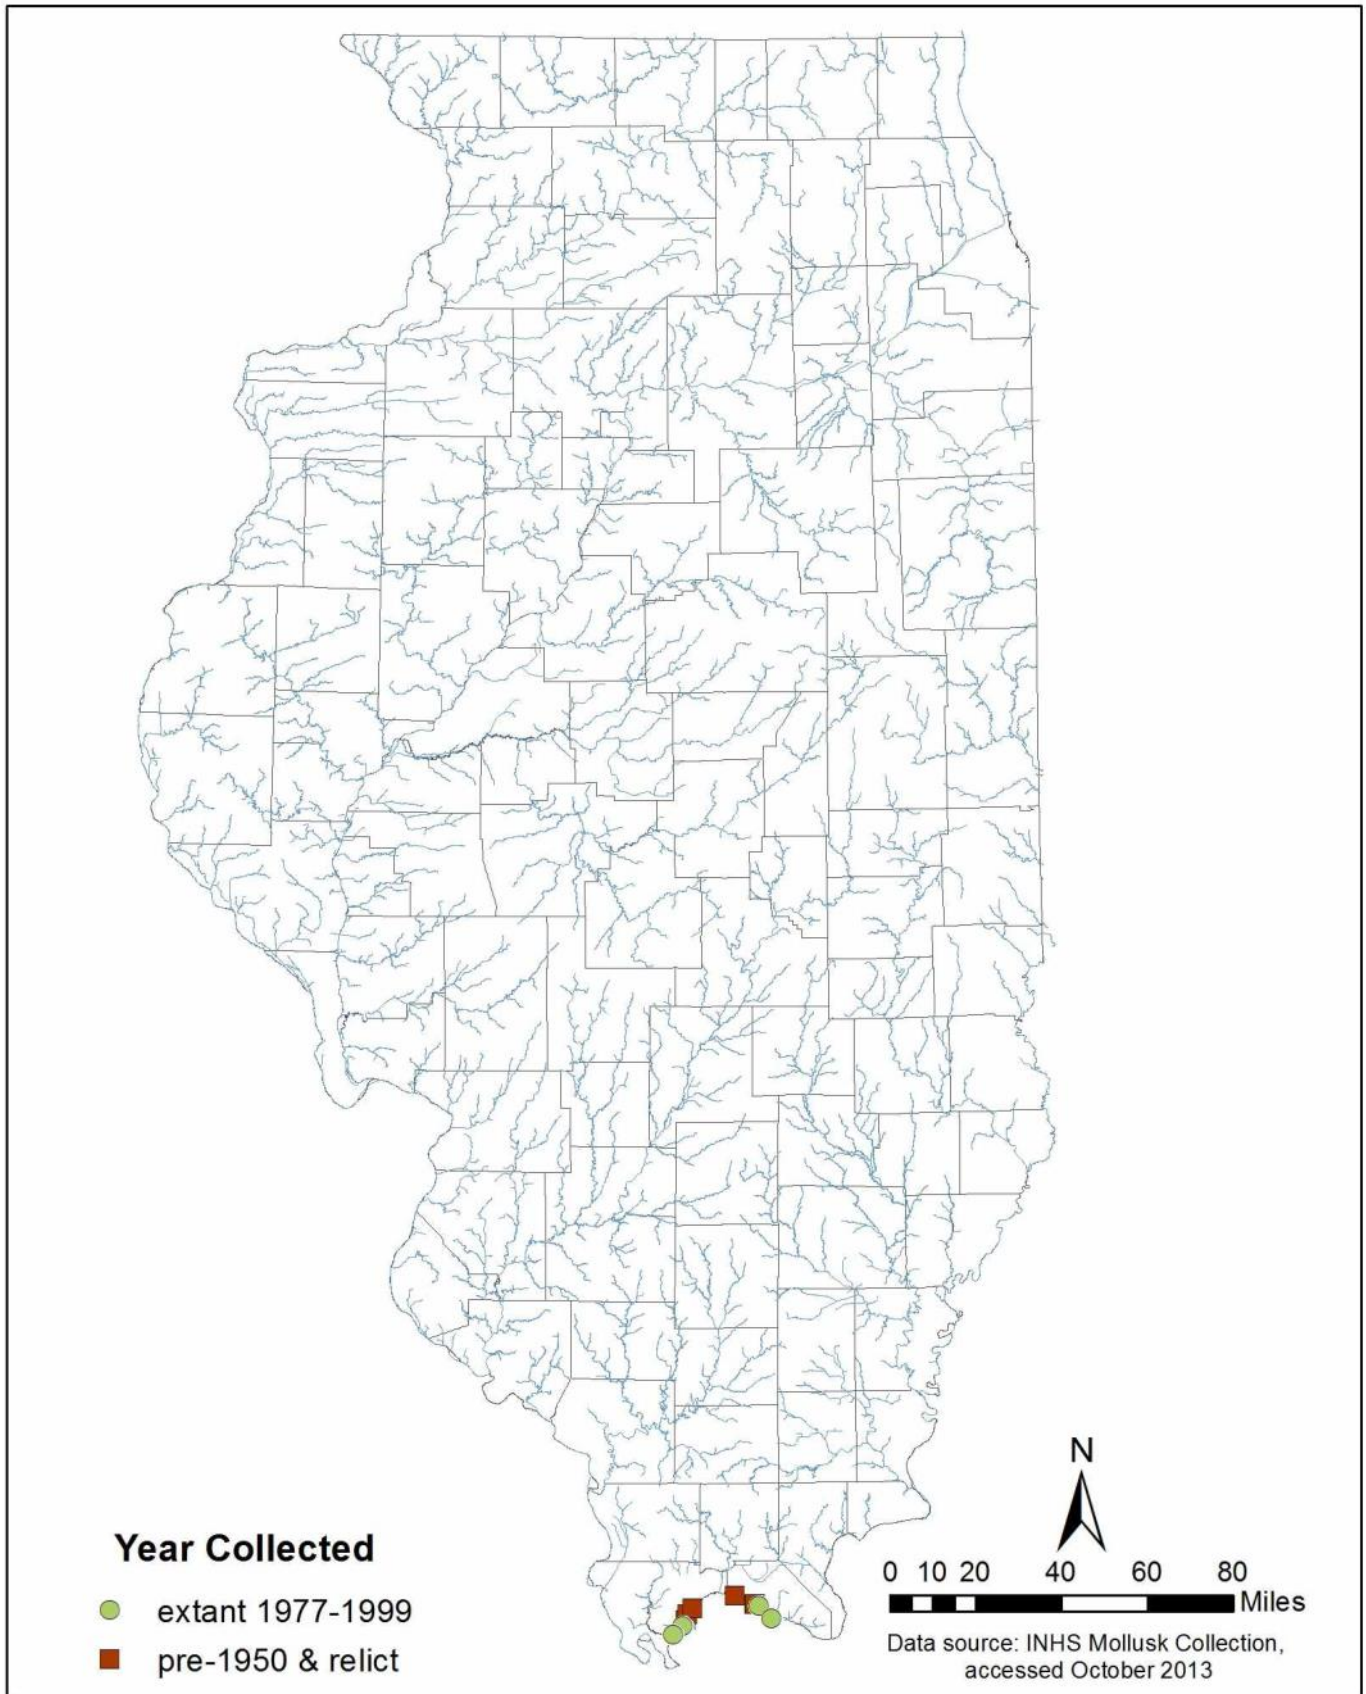 N
0 10 20 40 60 80
Miles
Data source: INHS Mollusk Collection,
accessed October 2013
Year Collected
extant 1977-1999
pre-1950 & relict